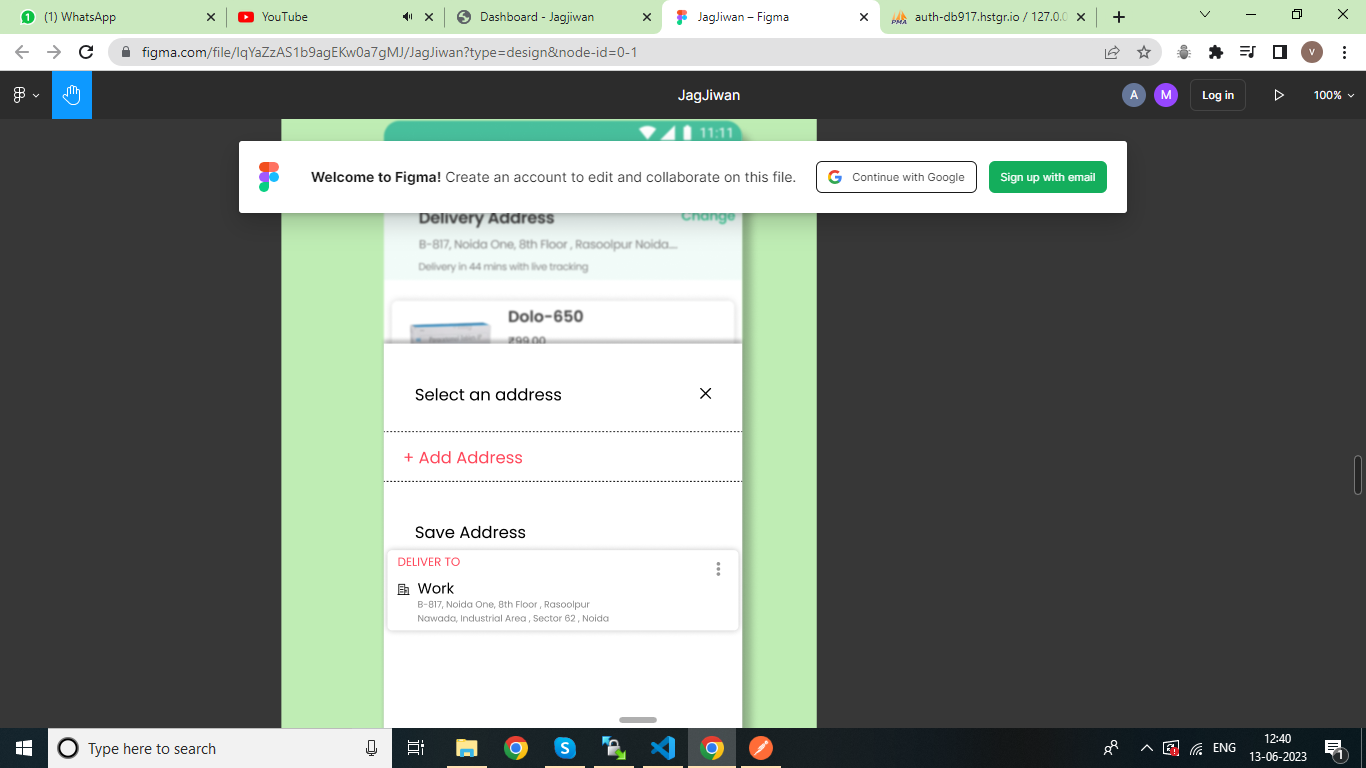 (1) WhatsApp
YouTube
Dashboard - Jagjiwan
JagJiwan – Figma
auth-db917.hstgr.io / 127.0.0
figma.com/file/IqYaZzAS1b9agEKw0a7gMJ/JagJiwan?type=design&node-id=0-1
V
JagJiwan
A
M
Log in
100%
11:11
Welcome to Figma! Create an account to edit and collaborate on this file.
Continue with Google
Sign up with email
Delivery Address
Change
B-817, Noida One, 8th Floor , Rasoolpur Noida...
Delivery in 44 mins with live tracking
Dolo-650
₹99.00
Select an address
+ Add Address
Save Address
DELIVER TO
Work
B-817, Noida One, 8th Floor , Rasoolpur
Nawada, Industrial Area , Sector 62 , Noida
Type here to search
ENG
12:40
13-06-2023
1